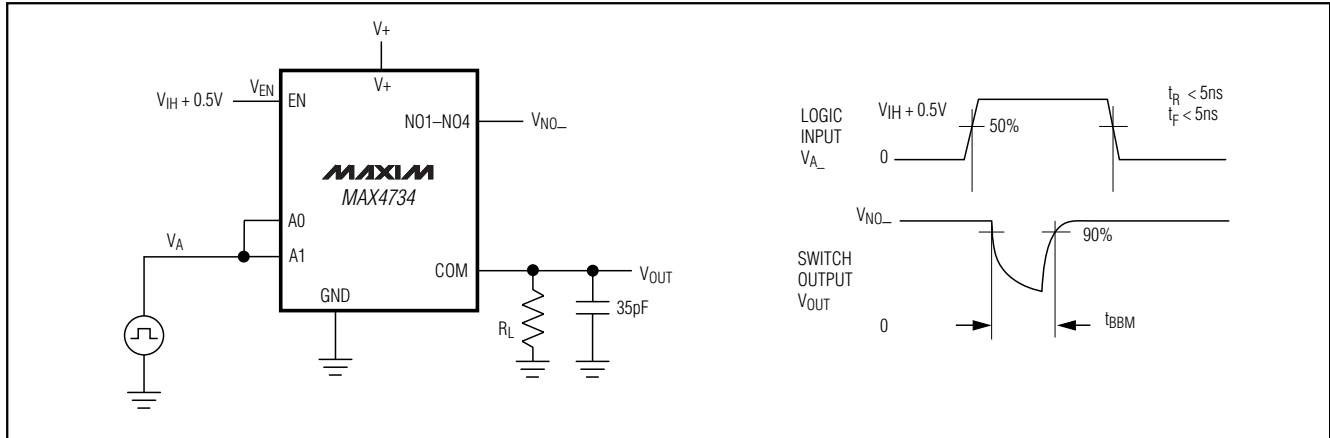 V+
V+
VEN
VIH + 0.5V
EN
NO1–NO4
VNO_
MAXIM
MAX4734
A0
VA
A1
COM
VOUT
GND
RL
35pF
LOGIC
INPUT
VA_
VIH + 0.5V
0
50%
tR < 5ns
tF < 5ns
VNO_
90%
SWITCH
OUTPUT
VOUT
0
tBBM